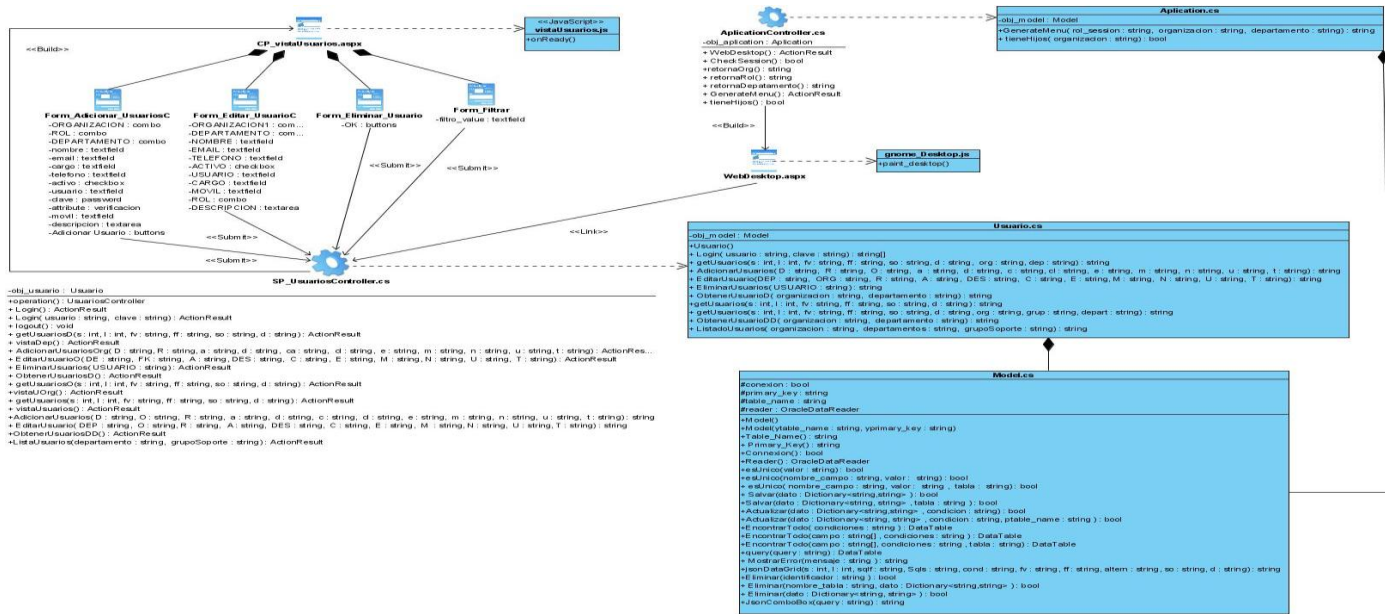 <<JavaScript>>
vistaUsuarios.js
+onReady()
CP_vistaUsuarios.aspx
<<Build>>
Form_Adicionar_UsuariosC
-ORGANIZACION : combo
-ROL : combo
-DEPARTAMENTO : combo
-nombre : textfield
-email : textfield
-cargo : textfield
-telefono : textfield
-activo : checkbox
-usuario : textfield
-clave : password
-attribute : verificacion
-movil : textfield
-descripcion : textarea
-Adicionar Usuario : buttons
Form_Editar_UsuarioC
-ORGANIZACION1 : com...
-DEPARTAMENTO : com...
-NOMBRE : textfield
-EMAIL : textfield
-TELEFONO : textfield
-ACTIVO : checkbox
-USUARIO : textfield
-CARGO : textfield
-MOVIL : textfield
-ROL : combo
-DESCRIPCION : textarea
Form_Eliminar_Usuario
-OK : buttons
Form_Filtrar
-filtro_value : textfield
<<Submit>>
<<Submit>>
<<Submit>>
<<Submit>>
<<Link>>
SP_UsuariosController.cs
-obj_usuario : Usuario
+operation() : UsuariosController
+ Login() : ActionResult
+ Login( usuario : string, clave : string) : ActionResult
+ logout() : void
+ getUsuariosD(s : int, l : int, fv : string, ff : string, so : string, d : string) : ActionResult
+ vistaDep() : ActionResult
+ AdicionarUsuariosOrg( D : string, R : string, a : string, d : string, ca : string, cl : string, e : string, m : string, n : string, u : string, t : string) : ActionRes...
+ EditarUsuarioO( DE : string, FK : string, A : string, DES : string, C : string, E : string, M : string, N : string, U : string, T : string) : ActionResult
+ EliminarUsuarios( USUARIO : string) : ActionResult
+ ObtenerUsuariosD() : ActionResult
+ getUsuariosO(s : int, l : int, fv : string, ff : string, so : string, d : string) : ActionResult
+vistaUOrg() : ActionResult
+ getUsuarios(s : int, l : int, fv : string, ff : string, so : string, d : string) : ActionResult
+ vistaUsuarios() : ActionResult
+AdicionarUsuarios( D : string, O : string, R : string, a : string, d : string, c : string, cl : string, e : string, m : string, n : string, u : string, t : string) : string
+ EditarUsuario( DEP : string, O : string, R : string, A : string, DES : string, C : string, E : string, M : string, N : string, U : string, T : string) : string
+ObtenerUsuariosDD() : ActionResult
+ListaUsuarios(departamento : string, grupoSoporte : string) : ActionResult
AplicationController.cs
-obj_aplication : Aplication
+ WebDesktop() : ActionResult
+ CheckSession() : bool
+retornaOrg() : string
+ retornaRol() : string
+ retornaDepatamento() : string
+ GenerateMenu() : ActionResult
+ tieneHijos() : bool
<<Build>>
WebDesktop.aspx
gnome_Desktop.js
+paint_desktop()
Aplication.cs
-obj_model : Model
+GenerateMenu( rol_session : string, organizacion : string, departamento : string) : string
+ tieneHijos( organizacion : string) : bool
Usuario.cs
-obj_model : Model
+Usuario()
+ Login( usuario : string, clave : string) : string[]
+ getUsuarios(s : int, l : int, fv : string, ff : string, so : string, d : string, org : string, dep : string) : string
+ AdicionarUsuarios( D : string, R : string, O : string, a : string, d : string, c : string, cl : string, e : string, m : string, n : string, u : string, t : string) : string
+ EditarUsuario(DEP : string, ORG : string, R : string, A : string, DES : string, C : string, E : string, M : string, N : string, U : string, T : string) : string
+ EliminarUsuarios( USUARIO : string) : string
+ ObtenerUsuarioD( organizacion : string, departamento : string) : string
+getUsuarios(s : int, l : int, fv : string, ff : string, so : string, d : string) : string
+ getUsuarios(s : int, l : int, fv : string, ff : string, so : string, d : string, org : string, grup : string, depart : string) : string
+ ObtenerUsuarioDD( organizacion : string, departamento : string) : string
+ ListadoUsuarios( organizacion : string, departamentos : string, grupoSoporte : string) : string
Model.cs
#conexion : bool
#primary_key : string
#table_name : string
#reader : OracleDataReader
+Model()
+Model(ytable_name : string, yprimary_key : string)
+Table_Name() : string
+ Primary_Key() : string
+Connexion() : bool
+Reader() : OracleDataReader
+esUnico(valor : string) : bool
+esUnico(nombre_campo : string, valor : string) : bool
+ esUnico( nombre_campo : string, valor : string , tabla : string) : bool
+ Salvar(dato : Dictionary<string,string> ) : bool
+Salvar(dato : Dictionary<string,string> , tabla : string ) : bool
+Actualizar(dato : Dictionary<string,string> , condicion : string) : bool
+Actualizar(dato : Dictionary<string, string> , condicion : string, ptable_name : string ) : bool
+EncontrarTodo( condiciones : string ) : DataTable
+EncontrarTodo(campo : string[] , condiciones : string ) : DataTable
+EncontrarTodo(campo : string[], condiciones : string , tabla : string) : DataTable
+query(query : string) : DataTable
+ MostrarError(mensaje : string ) : string
+jsonDataGrid(s : int, l : int, sqlf : string, Sqls : string, cond : string, fv : string, ff : string, altern : string, so : string, d : string) : string
+Eliminar(identificador : string ) : bool
+ Eliminar(nombre_tabla : string, dato : Dictionary<string,string> ) : bool
+ Eliminar(dato : Dictionary<string, string> ) : bool
+JsonComboBox(query : string) : string